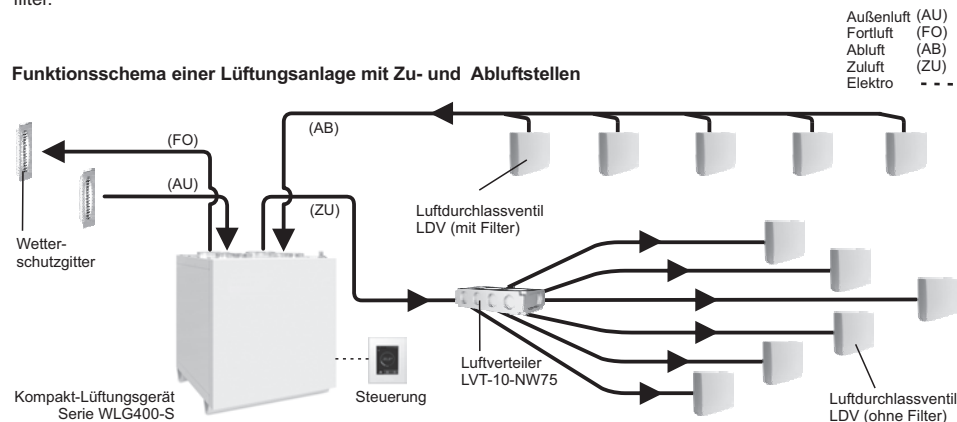 filter.
Außenluft (AU)
Fortluft (FO)
Abluft (AB)
Zuluft (ZU)
Elektro - - -
Funktionsschema einer Lüftungsanlage mit Zu- und Abluftstellen
(FO)
(AB)
(AU)
(ZU)
Luftdurchlassventil
LDV (mit Filter)
Wetter-
schutzgitter
Luftverteiler
LVT-10-NW75
Kompakt-Lüftungsgerät
Serie WLG400-S
Steuerung
Luftdurchlassventil
LDV (ohne Filter)